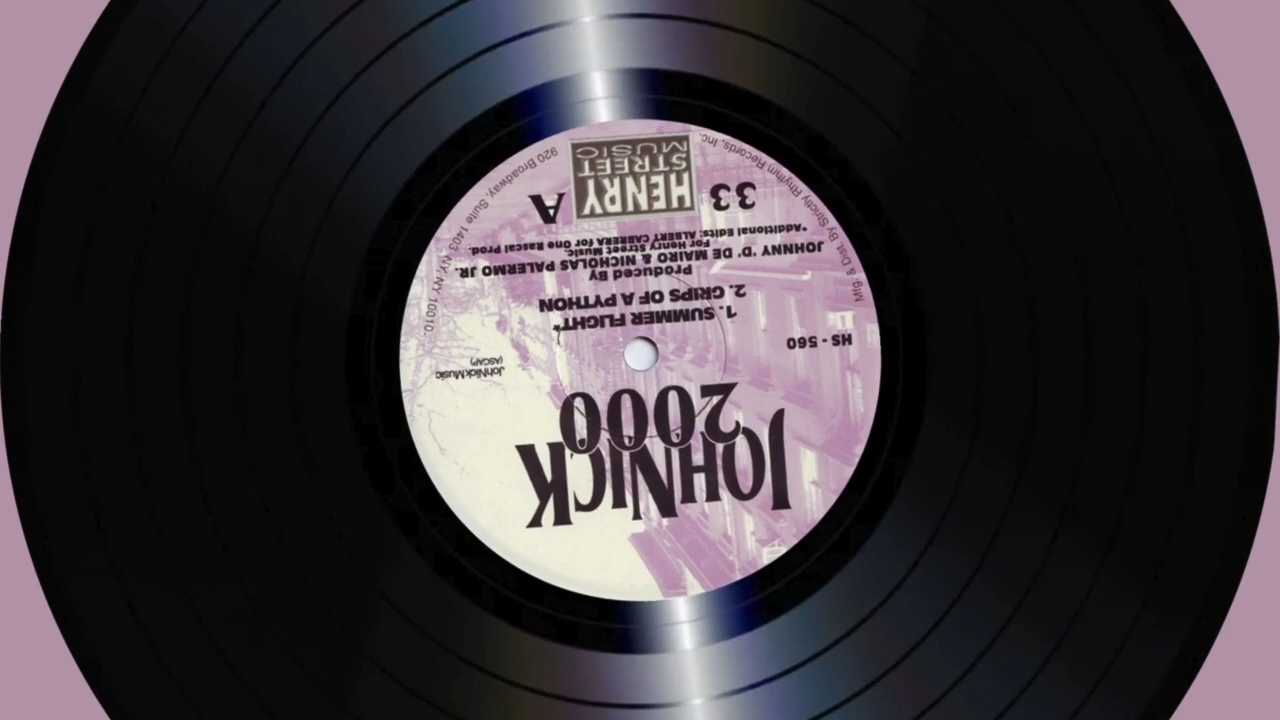 JOHNICK
2000
HS - 560
JohNickMusic
(ASCAP)
1. SUMMER FLIGHT*
2. GRIPS OF A PYTHON
Produced By
JOHNNY 'D' DE MAIRO & NICHOLAS PALERMO JR.
For Henry Street Music.
*Additional Edits: ALBERT CABRERA for One Rascal Prod.
33
A
HENRY
STREET
MUSIC
Mfg & Dist. By Strictly Rhythm Records, Inc.
920 Broadway, Suite 1403, NY, NY 10010.